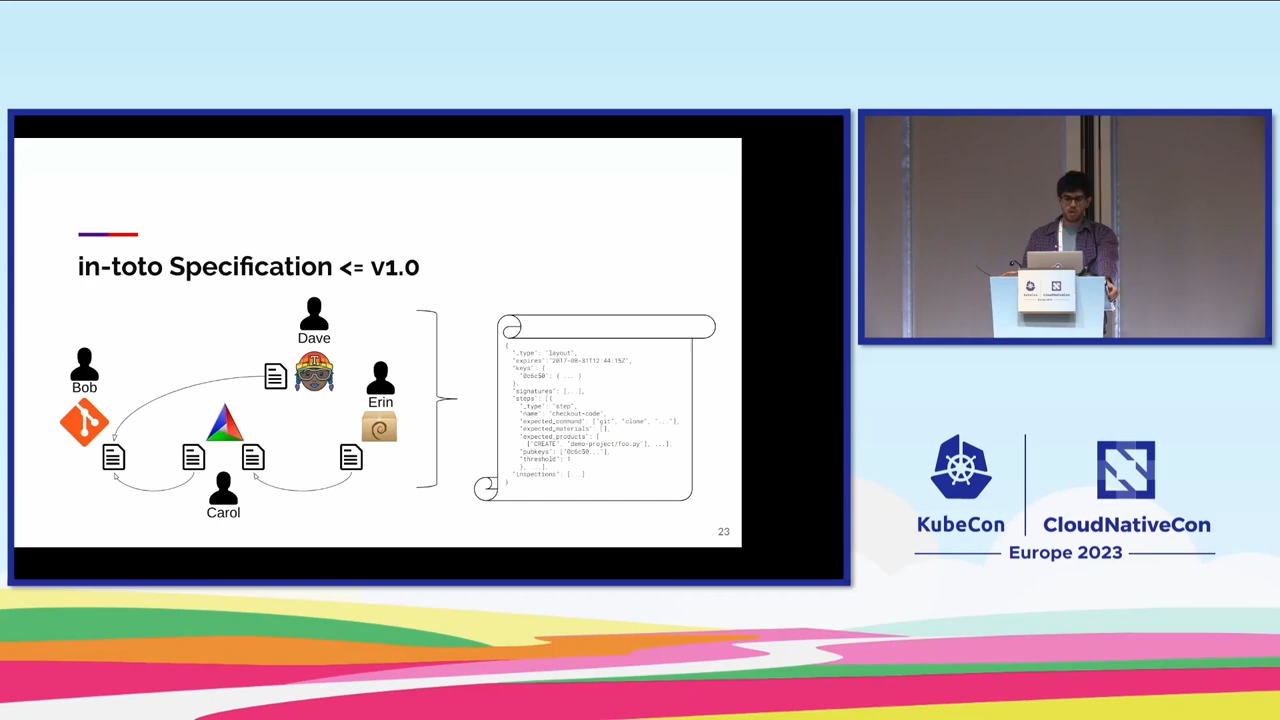 in-toto Specification <= v1.0
Dave
Bob
Erin
Carol
{
"_type": "layout",
"expires":"2017-08-31T12:44:15Z",
"keys": {
"0c6c50": { ... }
},
"signatures": [...],
"steps": [{
"_type": "step",
"name": "checkout-code",
"expected_command": ["git", "clone", "..."],
"expected_materials": [],
"expected_products": [
["CREATE", "demo-project/foo.py"], ...],
"pubkeys": ["0c6c50..."],
"threshold": 1
}, ...],
"inspections": [...]
}
23
KubeCon
CloudNativeCon
KubeCon
CloudNativeCon
Europe 2023